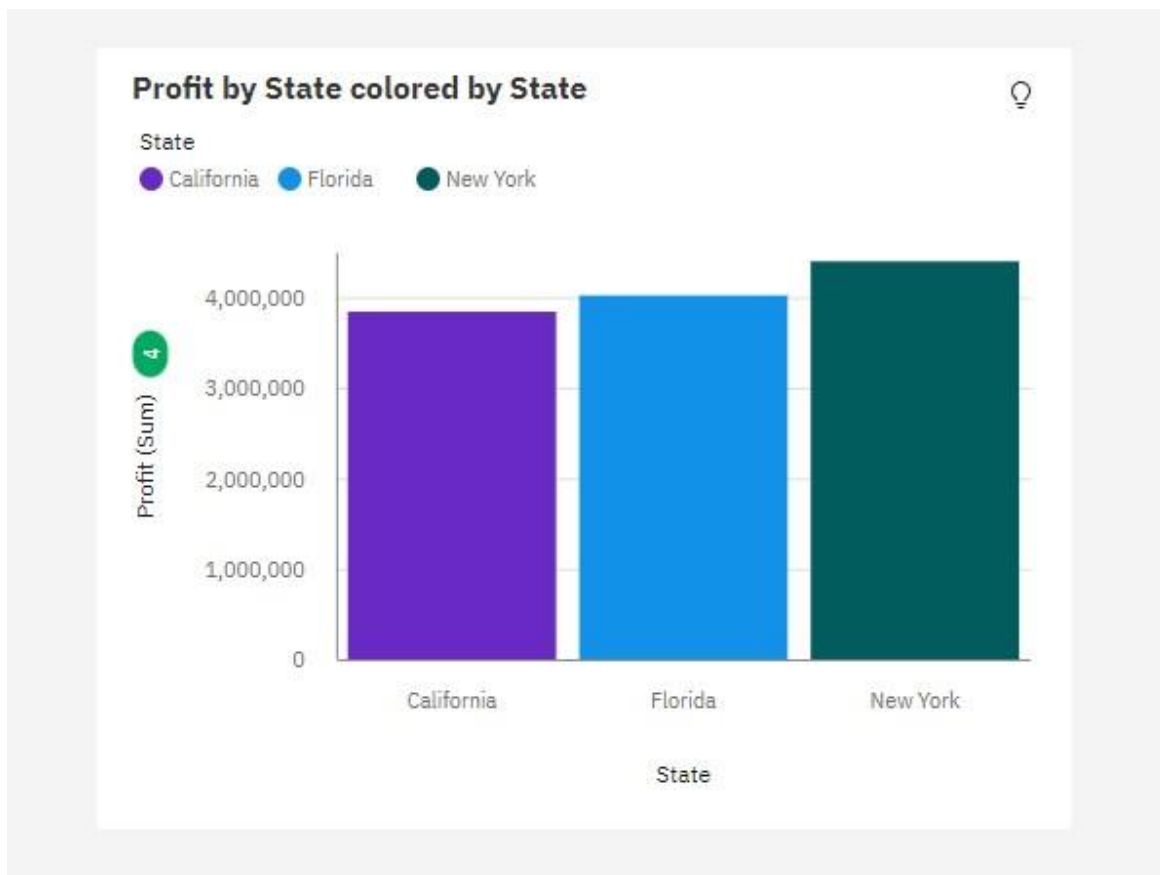 Profit by State colored by State
State
California Florida New York
4,000,000
3,000,000
2,000,000
1,000,000
0
Profit (Sum) 4
California Florida New York
State